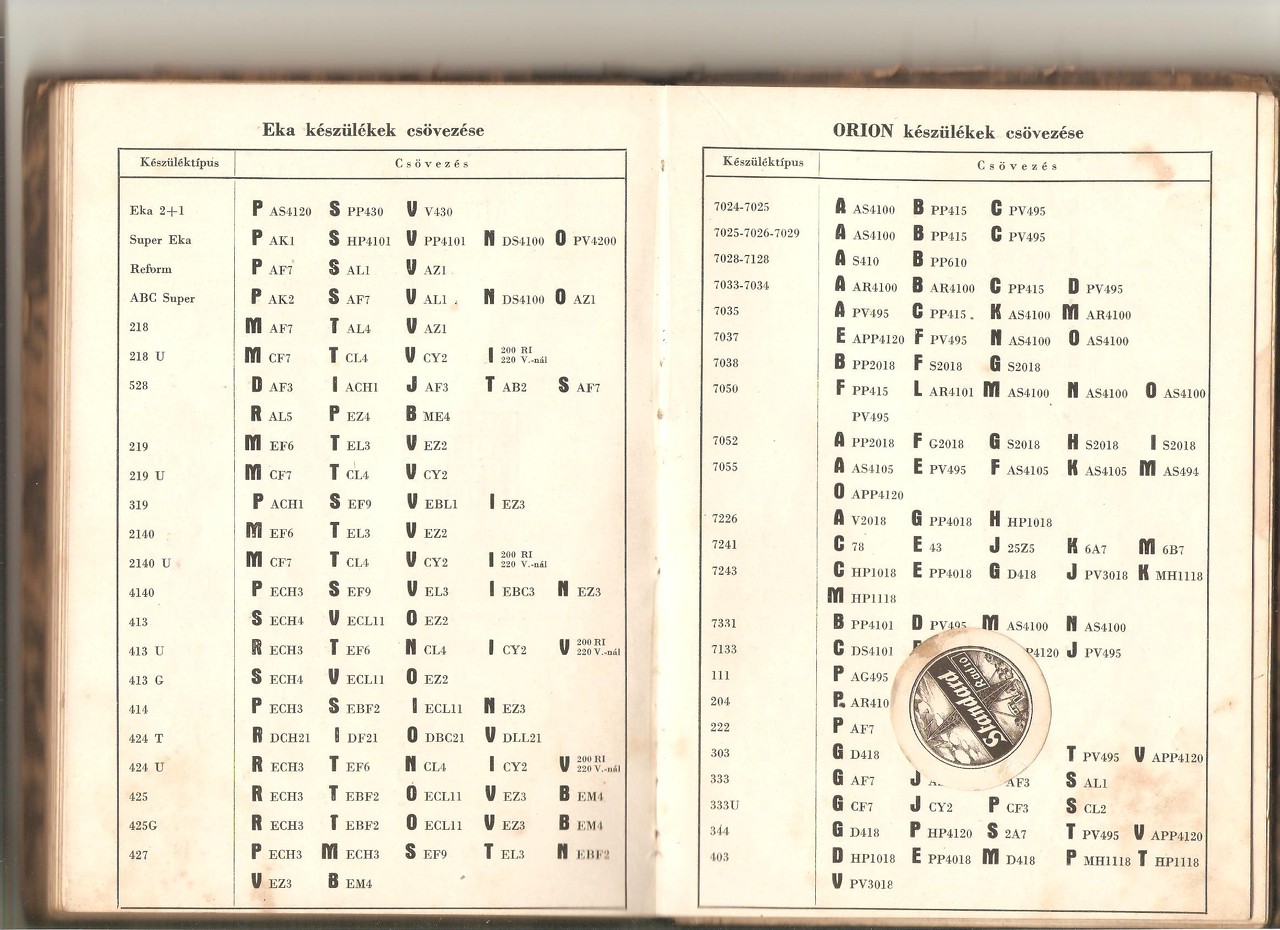 Eka készülékek csövezése
Készüléktípus Csövezés
Eka 2+1 P AS4120 S PP430 V V430
Super Eka P AK1 S HP4101 V PP4101 N DS4100 O PV4200
Reform P AF7 S AL1 V AZ1
ABC Super P AK2 S AF7 V AL1 N DS4100 O AZ1
218 M AF7 T AL4 V AZ1
218 U M CF7 T CL4 V CY2 I 200 RI 220 V.-nál
528 D AF3 I ACH1 J AF3 T AB2 S AF7
R AL5 P EZ4 B ME4
219 M EF6 T EL3 V EZ2
219 U M CF7 T CL4 V CY2
319 P ACH1 S EF9 V EBL1 I EZ3
2140 M EF6 T EL3 V EZ2
2140 U M CF7 T CL4 V CY2 I 200 RI 220 V.-nál
4140 P ECH3 S EF9 V EL3 I EBC3 N EZ3
413 S ECH4 V ECL11 O EZ2
413 U R ECH3 T EF6 N CL4 I CY2 V 200 RI 220 V.-nál
413 G S ECH4 V ECL11 O EZ2
414 P ECH3 S EBF2 I ECL11 N EZ3
424 T R DCH21 I DF21 O DBC21 V DLL21
424 U R ECH3 T EF6 N CL4 I CY2 V 200 RI 220 V.-nál
425 R ECH3 T EBF2 O ECL11 V EZ3 B EM4
425G R ECH3 T EBF2 O ECL11 V EZ3 B EM4
427 P ECH3 M ECH3 S EF9 T EL3 N EBF2
V EZ3 B EM4
ORION készülékek csövezése
Készüléktípus Csövezés
7024-7025 A AS4100 B PP415 C PV495
7025-7026-7029 A AS4100 B PP415 C PV495
7028-7128 A S410 B PP610
7033-7034 A AR4100 B AR4100 C PP415 D PV495
7035 A PV495 C PP415. K AS4100 M AR4100
7037 E APP4120 F PV495 N AS4100 O AS4100
7038 B PP2018 F S2018 G S2018
7050 F PP415 L AR4101 M AS4100 N AS4100 O AS4100
PV495
7052 A PP2018 F G2018 G S2018 H S2018 I S2018
7055 A AS4105 E PV495 F AS4105 K AS4105 M AS494
O APP4120
7226 A V2018 G PP4018 H HP1018
7241 C 78 E 43 J 25Z5 K 6A7 M 6B7
7243 C HP1018 E PP4018 G D418 J PV3018 K MH1118
M HP1118
7331 B PP4101 D PV495 M AS4100 N AS4100
7133 C DS4101 P4120 J PV495
111 P AG495
204 P AR410
222 P AF7
303 G D418 T PV495 V APP4120
333 G AF7 J AF3 S AL1
333U G CF7 J CY2 P CF3 S CL2
344 G D418 P HP4120 S 2A7 T PV495 V APP4120
403 D HP1018 E PP4018 M D418 P MH1118 T HP1118
V PV3018
Standard
Radio